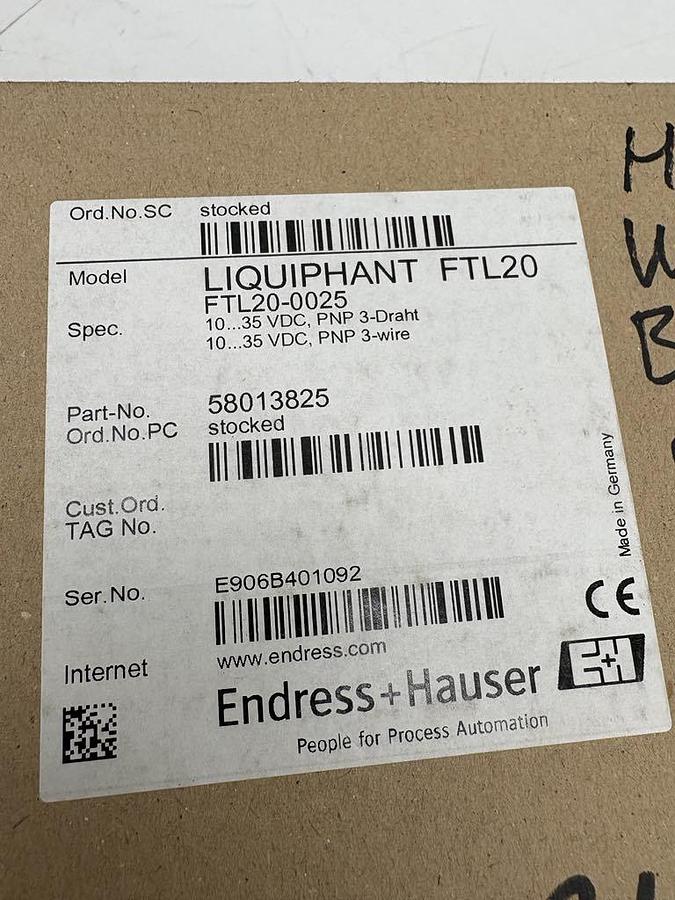 Ord.No.SC stocked
Model LIQUIPHANT FTL20
FTL20-0025
Spec. 10...35 VDC, PNP 3-Draht
10...35 VDC, PNP 3-wire
Part-No. 58013825
Ord.No.PC stocked
Cust.Ord.
TAG No.
Made in Germany
Ser.No. E906B401092
CE
Internet www.endress.com
Endress+Hauser E+H
People for Process Automation